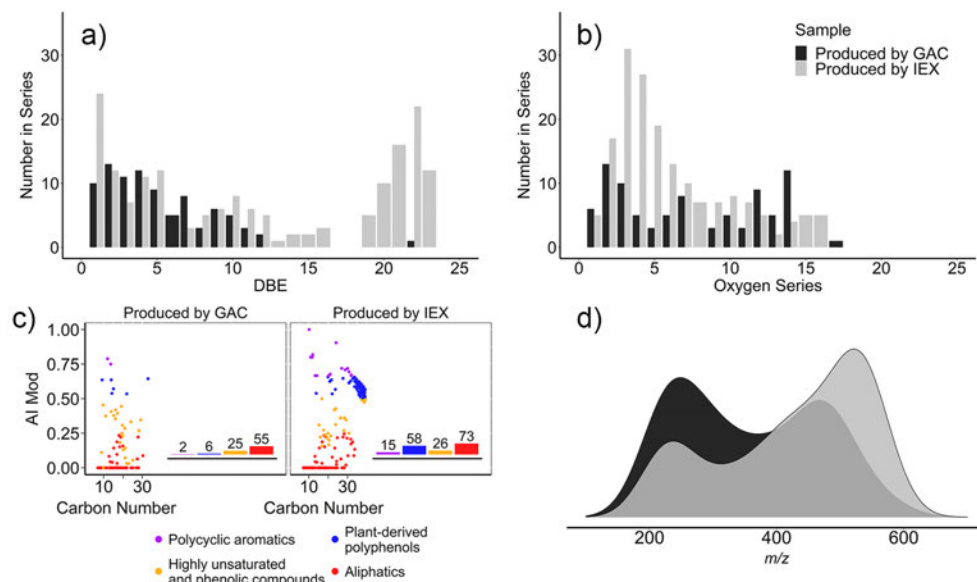 a)
b)
Sample
Produced by GAC
Produced by IEX
Number in Series
30
20
10
0
0 5 10 15 20 25
DBE
Number in Series
30
20
10
0
0 5 10 15 20 25
Oxygen Series
c)
Produced by GAC
Produced by IEX
AI Mod
1.00
0.75
0.50
0.25
0.00
2 6 25 55
15 58 26 73
10 30
10 30
Carbon Number
Carbon Number
Polycyclic aromatics
Plant-derived
polyphenols
Highly unsaturated
and phenolic compounds
Aliphatics
d)
200 400 600
m/z